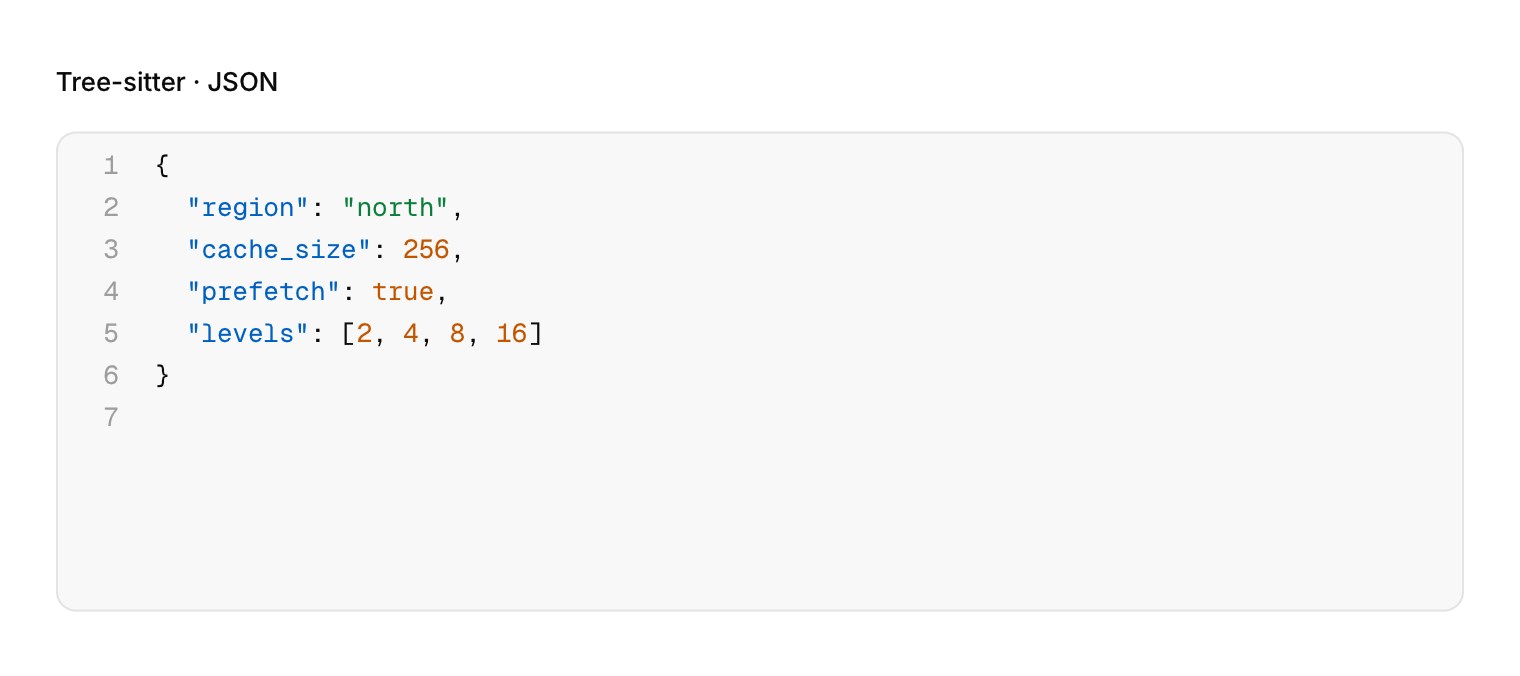 Tree-sitter · JSON
1 {
2   "region": "north",
3   "cache_size": 256,
4   "prefetch": true,
5   "levels": [2, 4, 8, 16]
6 }
7